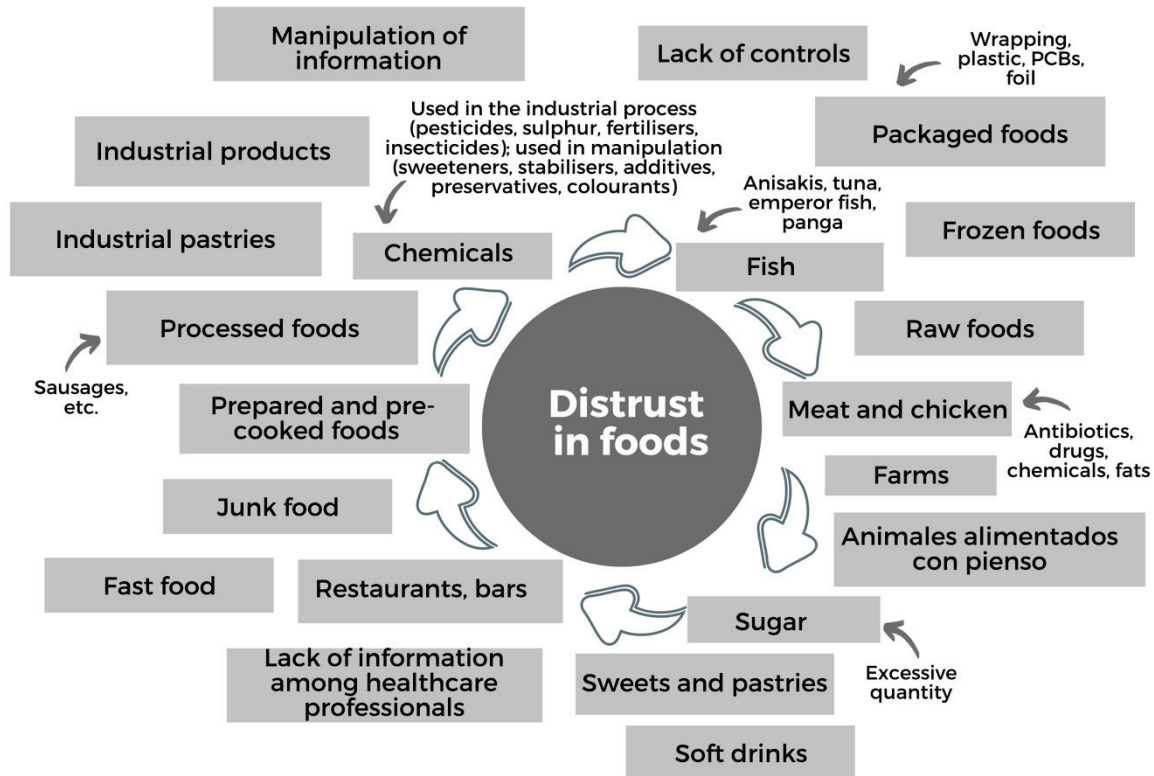 Manipulation of
information
Lack of controls
Wrapping,
plastic, PCBs,
foil
Packaged foods
Used in the industrial process
(pesticides, sulphur, fertilisers,
insecticides); used in manipulation
(sweeteners, stabilisers, additives,
preservatives, colourants)
Industrial products
Anisakis, tuna,
emperor fish,
panga
Industrial pastries
Chemicals
Fish
Frozen foods
Processed foods
Raw foods
Sausages,
etc.
Prepared and pre-
cooked foods
Distrust
in foods
Meat and chicken
Antibiotics,
drugs,
chemicals, fats
Farms
Junk food
Animales alimentados
con pienso
Fast food
Restaurants, bars
Sugar
Excessive
quantity
Lack of information
among healthcare
professionals
Sweets and pastries
Soft drinks